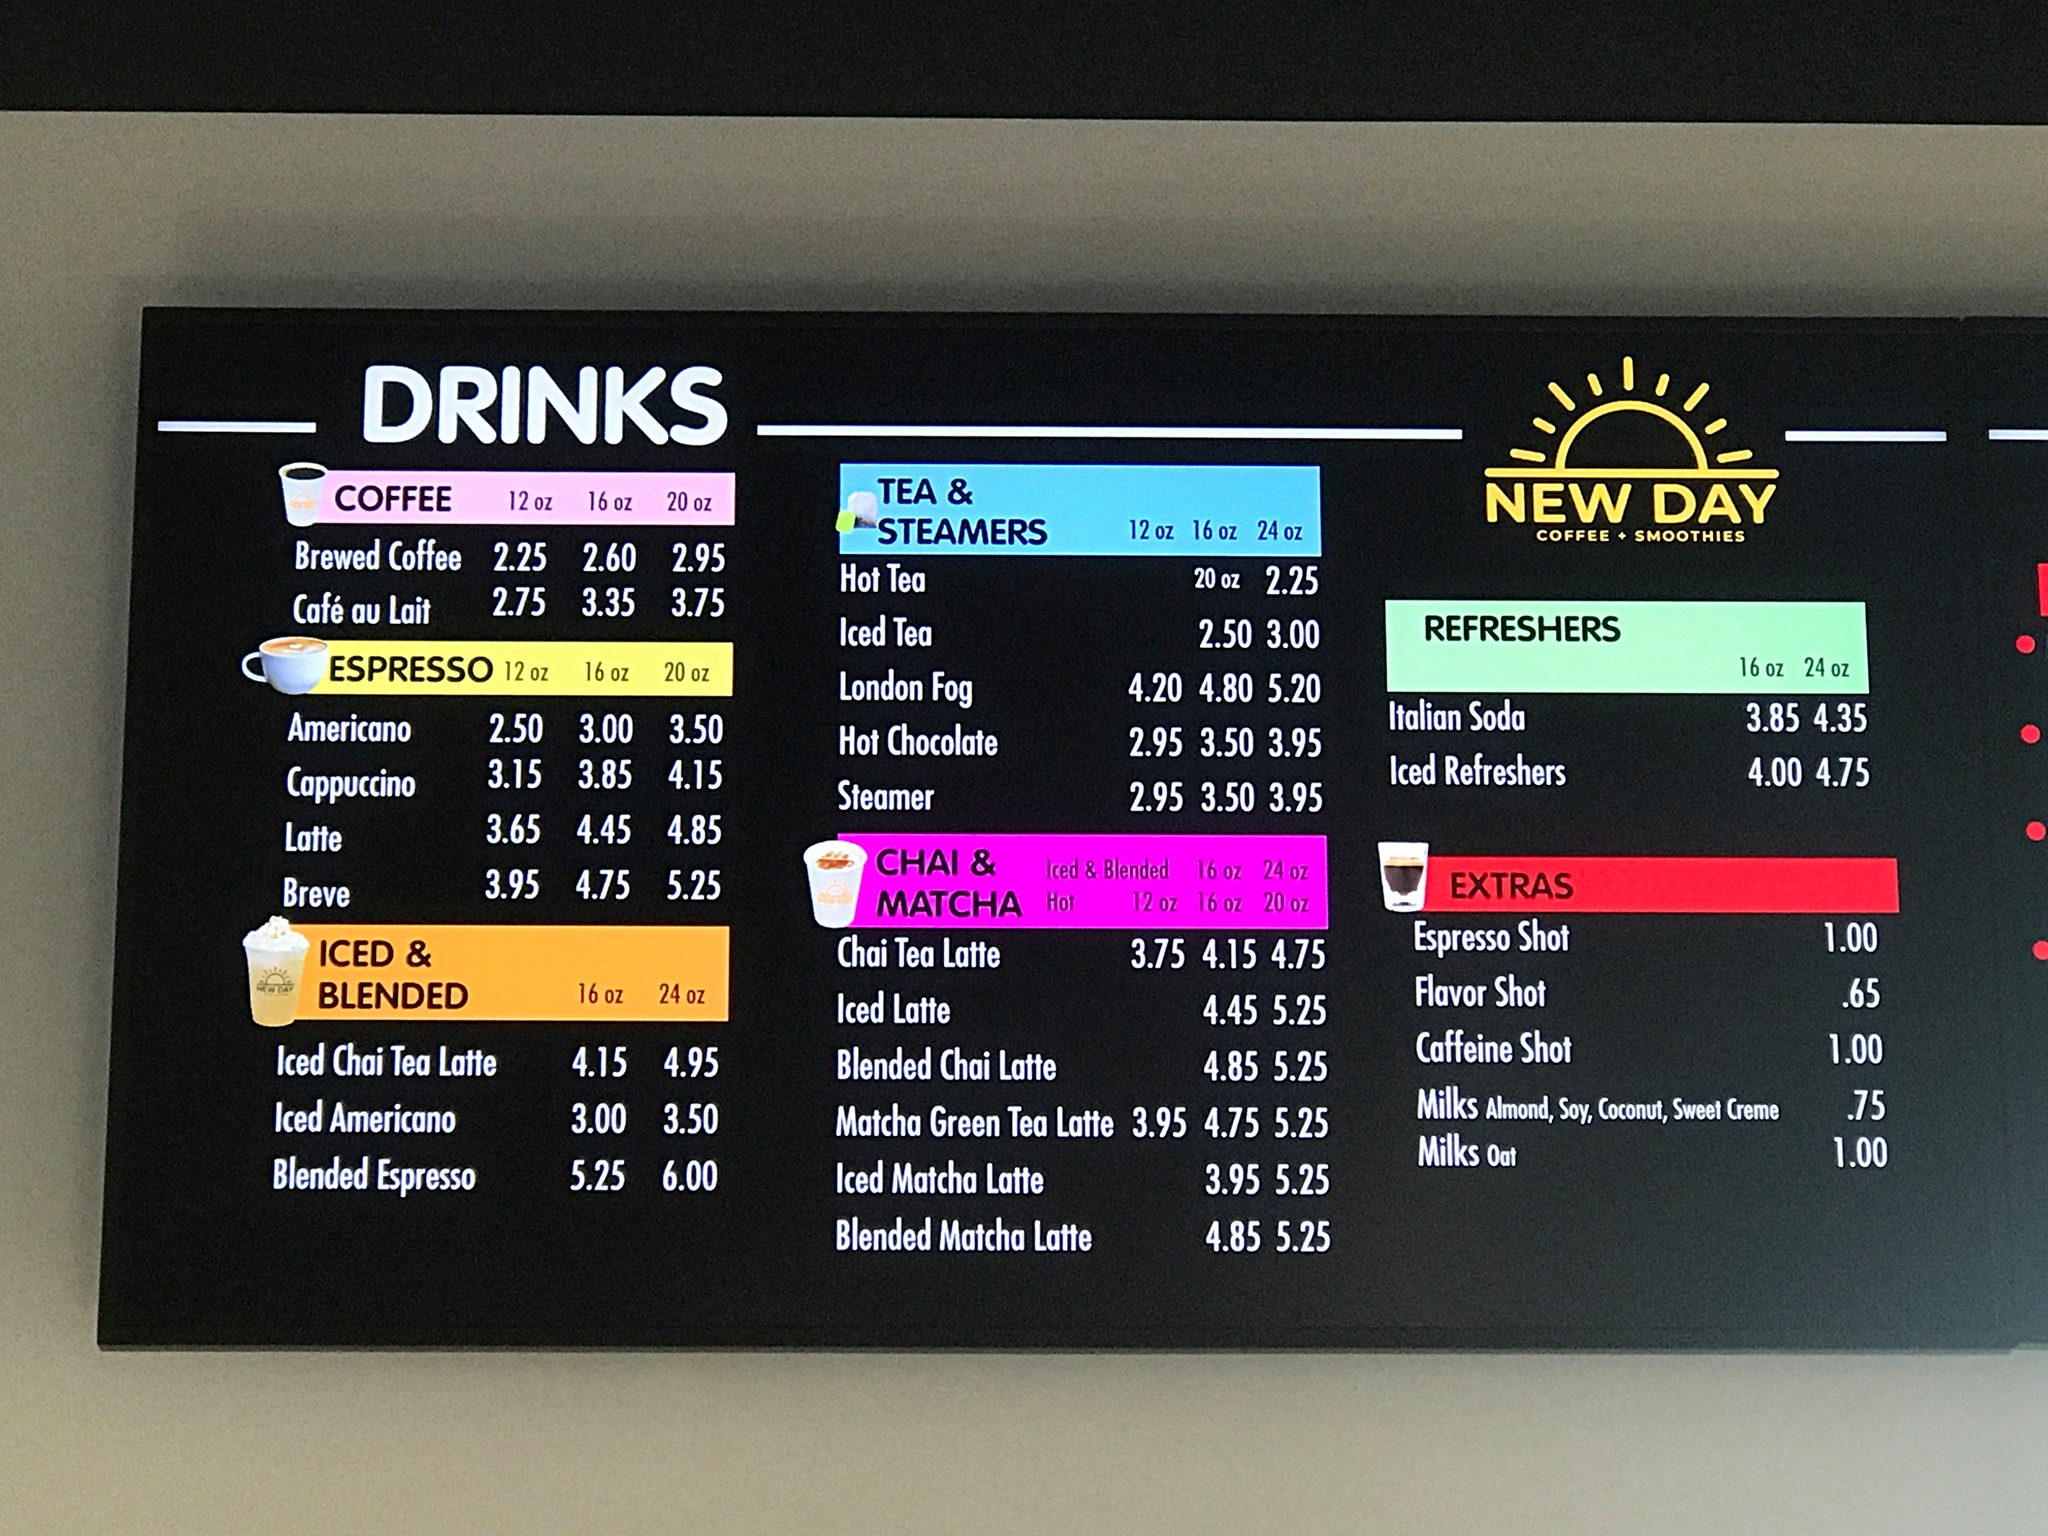 DRINKS
COFFEE 12 oz 16 oz 20 oz
Brewed Coffee 2.25 2.60 2.95
Café au Lait 2.75 3.35 3.75
ESPRESSO 12 oz 16 oz 20 oz
Americano 2.50 3.00 3.50
Cappuccino 3.15 3.85 4.15
Latte 3.65 4.45 4.85
Breve 3.95 4.75 5.25
ICED &
BLENDED 16 oz 24 oz
NEW DAY
Iced Chai Tea Latte 4.15 4.95
Iced Americano 3.00 3.50
Blended Espresso 5.25 6.00
TEA &
STEAMERS 12 oz 16 oz 24 oz
Hot Tea 20 oz 2.25
Iced Tea 2.50 3.00
London Fog 4.20 4.80 5.20
Hot Chocolate 2.95 3.50 3.95
Steamer 2.95 3.50 3.95
CHAI & Iced & Blended 16 oz 24 oz
MATCHA Hot 12 oz 16 oz 20 oz
Chai Tea Latte 3.75 4.15 4.75
Iced Latte 4.45 5.25
Blended Chai Latte 4.85 5.25
Matcha Green Tea Latte 3.95 4.75 5.25
Iced Matcha Latte 3.95 5.25
Blended Matcha Latte 4.85 5.25
NEW DAY
COFFEE + SMOOTHIES
REFRESHERS
16 oz 24 oz
Italian Soda 3.85 4.35
Iced Refreshers 4.00 4.75
EXTRAS
Espresso Shot 1.00
Flavor Shot .65
Caffeine Shot 1.00
Milks Almond, Soy, Coconut, Sweet Creme .75
Milks Oat 1.00